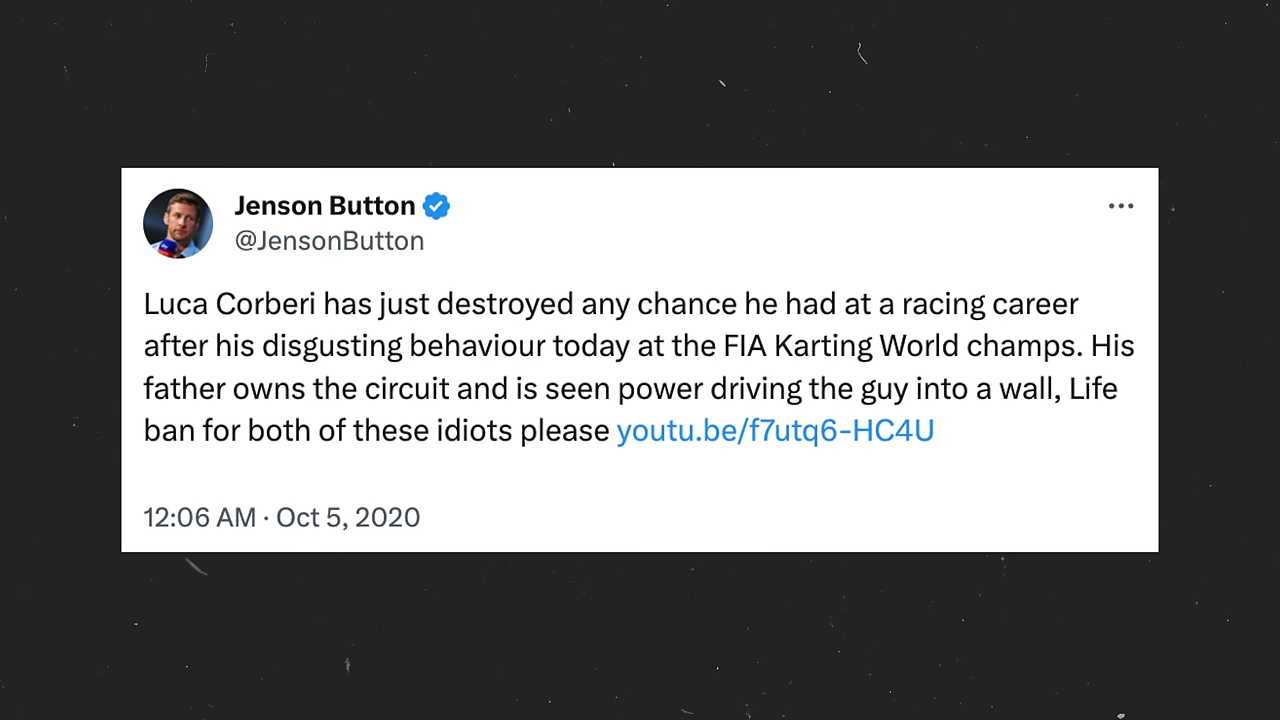 Jenson Button
@JensonButton
Luca Corberi has just destroyed any chance he had at a racing career
after his disgusting behaviour today at the FIA Karting World champs. His
father owns the circuit and is seen power driving the guy into a wall, Life
ban for both of these idiots please youtu.be/f7utq6-HC4U
12:06 AM · Oct 5, 2020